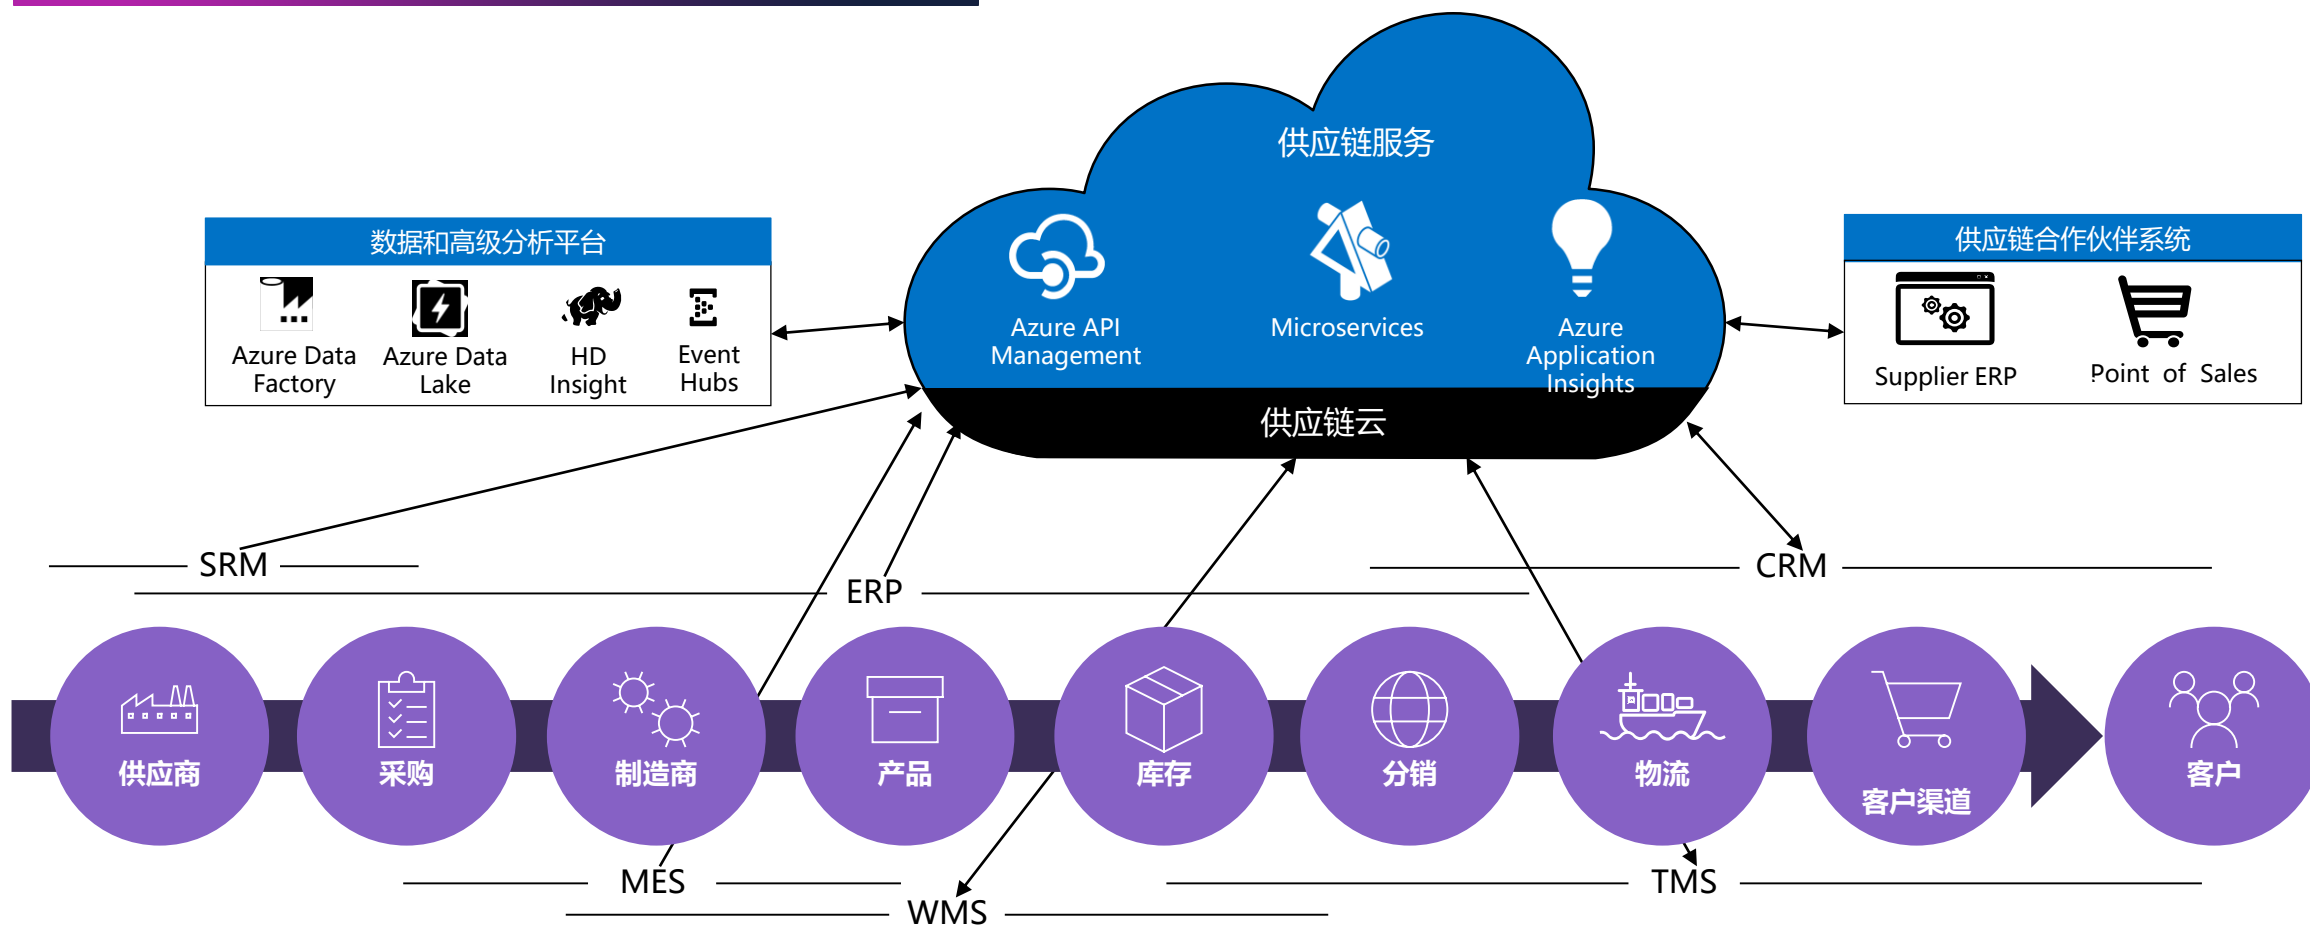 供应链服务
Azure API
Management
Microservices
Azure
Application
Insights
供应链云
数据和高级分析平台
Azure Data
Factory
Azure Data
Lake
HD
Insight
Event
Hubs
供应链合作伙伴系统
Supplier ERP
Point of Sales
SRM
ERP
CRM
供应商
采购
制造商
产品
库存
分销
物流
客户渠道
客户
MES
WMS
TMS